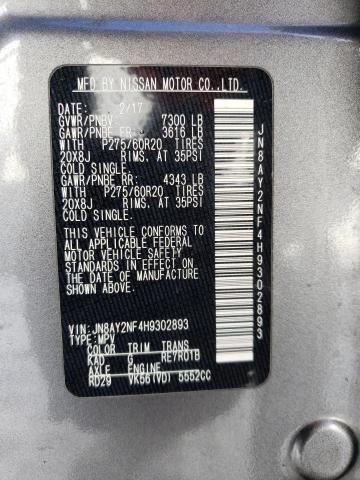 MFD BY NISSAN MOTOR CO.,LTD.
DATE: 2/17
GVWR/PNBV 7300 LB
GAWR/PNBE FR: 3616 LB
WITH P275/60R20 TIRES
20X8J RIMS. AT 35PSI
COLD SINGLE.
GAWR/PNBE RR: 4343 LB
WITH P275/60R20 TIRES
20X8J RIMS. AT 35PSI
COLD SINGLE.
THIS VEHICLE CONFORMS TO
ALL APPLICABLE FEDERAL
MOTOR VEHICLE SAFETY
STANDARDS IN EFFECT ON
THE DATE OF MANUFACTURE
SHOWN ABOVE.
VIN: JN8AY2NF4H9302893
TYPE: MPV
COLOR TRIM TRANS
KAD G RE7R01B
AXLE ENGINE
RD29 VK56(VD) 5552CC
JN8AY2NF4H9302893